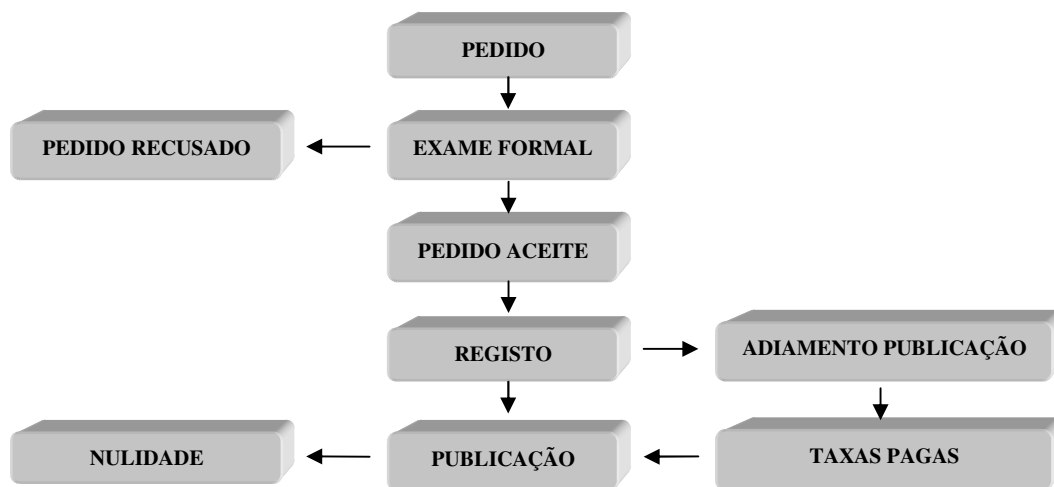 PEDIDO
PEDIDO RECUSADO
EXAME FORMAL
PEDIDO ACEITE
REGISTO
ADIAMENTO PUBLICAÇÃO
NULIDADE
PUBLICAÇÃO
TAXAS PAGAS